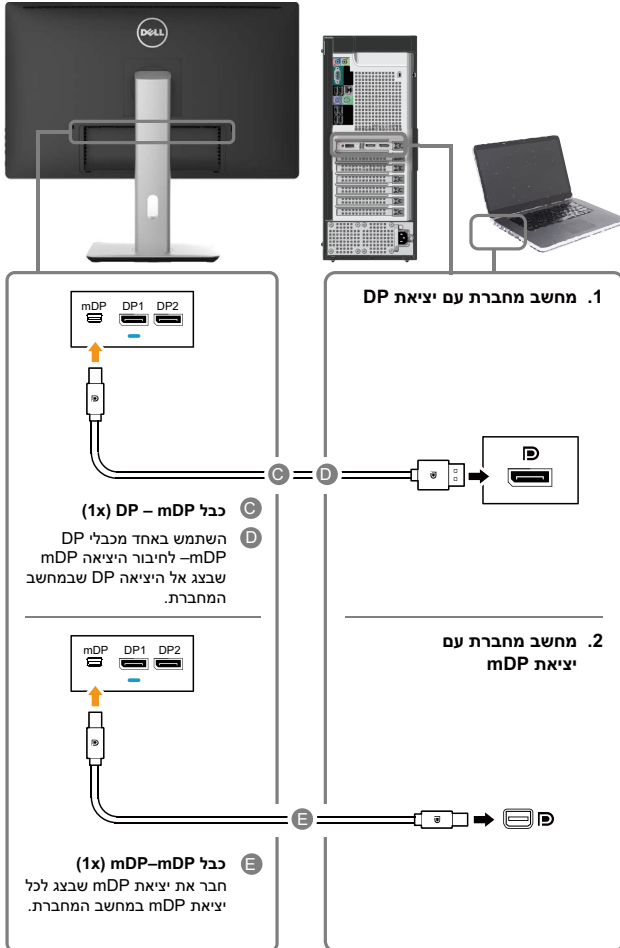 DELL
1. מחשב מחברת עם יציאת DP
mDP DP1 DP2
C D
C כבל DP – mDP (1x)
D השתמש באחד מכבלי DP
–mDP לחיבור היציאה mDP
שבצג אל היציאה DP שבמחשב
המחברת.
2. מחשב מחברת עם
יציאת mDP
mDP DP1 DP2
E
E כבל mDP–mDP (1x)
חבר את יציאת mDP שבצג לכל
יציאת mDP במחשב המחברת.